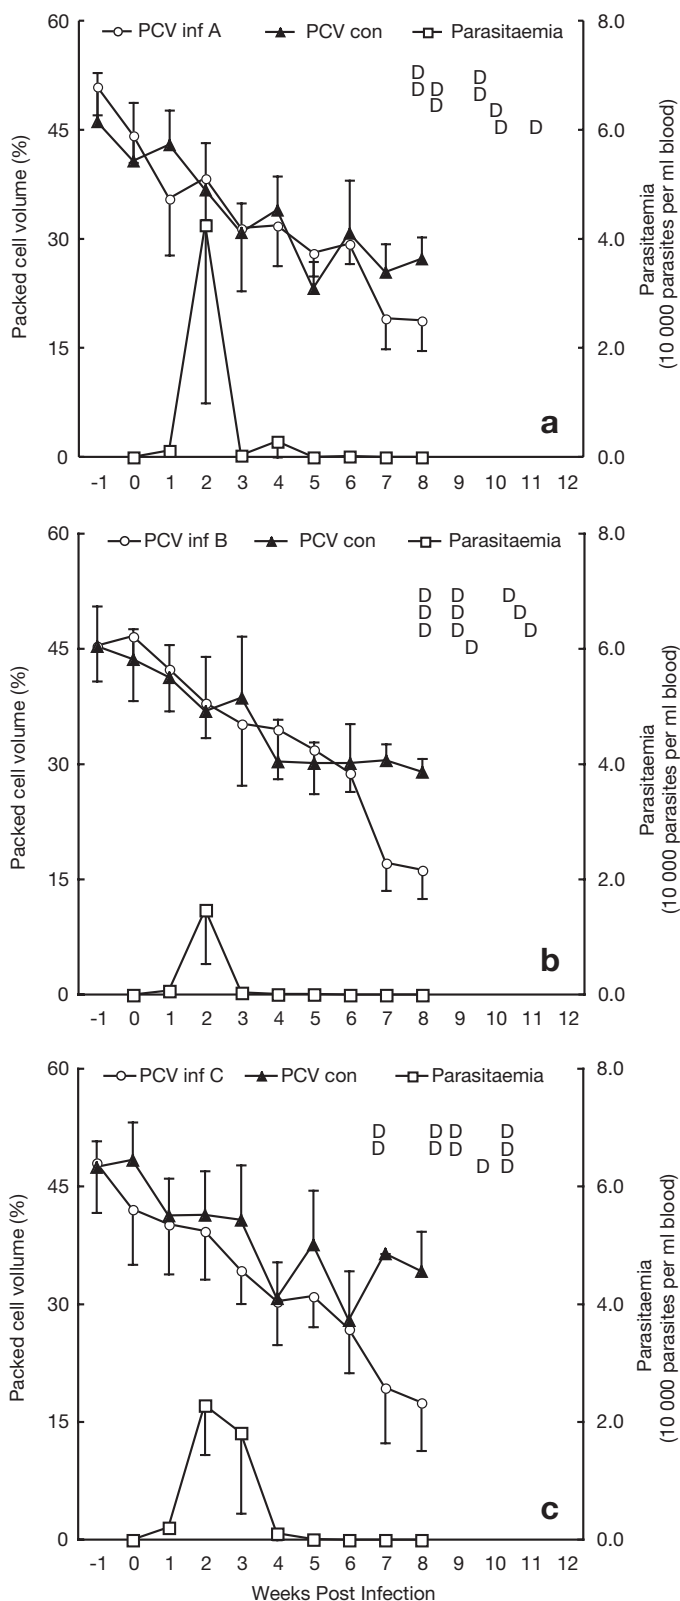 PCV inf A PCV con Parasitaemia
60 8.0
D D
D D D
D D
D D
45 6.0
30 4.0
15 2.0
0 0.0
Packed cell volume (%)
Parasitaemia
(10 000 parasites per ml blood)
a
-1 0 1 2 3 4 5 6 7 8 9 10 11 12
PCV inf B PCV con Parasitaemia
60 8.0
D D D
D D D
D D D
D
45 6.0
30 4.0
15 2.0
0 0.0
Packed cell volume (%)
Parasitaemia
(10 000 parasites per ml blood)
b
-1 0 1 2 3 4 5 6 7 8 9 10 11 12
PCV inf C PCV con Parasitaemia
60 8.0
D D D D
D D D D
D D
45 6.0
30 4.0
15 2.0
0 0.0
Packed cell vollume (%)
Parasitaemia
(10 000 parasites per ml blood)
c
-1 0 1 2 3 4 5 6 7 8 9 10 11 12
Weeks Post Infection